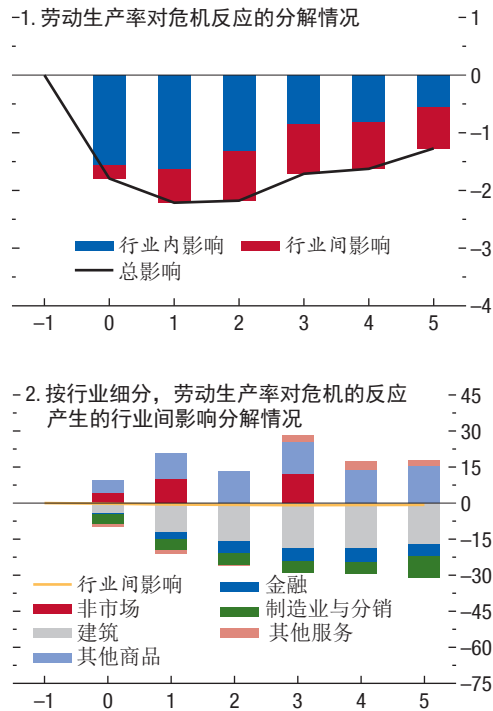 1. 劳动生产率对危机反应的分解情况
1
0
–1
–2
–3
–4
行业内影响 行业间影响
总影响
–1 0 1 2 3 4 5
2. 按行业细分，劳动生产率对危机的反应
产生的行业间影响分解情况
45
30
15
0
–15
–30
–45
–60
–75
行业间影响 金融
非市场 制造业与分销
建筑 其他服务
其他商品
–1 0 1 2 3 4 5